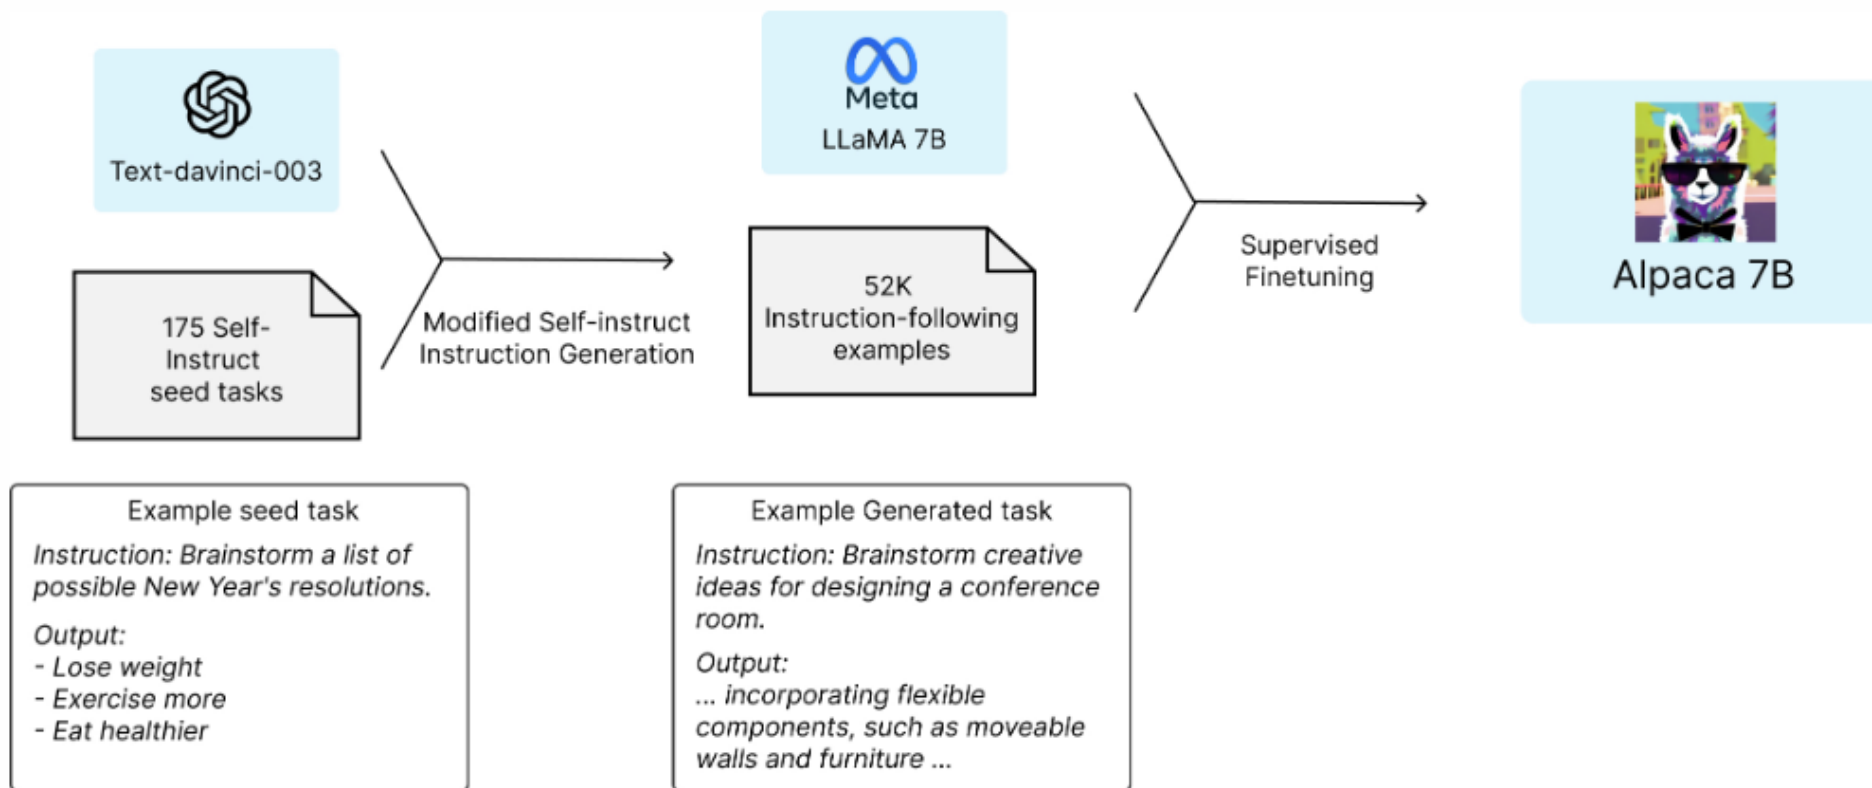 Text-davinci-003
175 Self-
Instruct
seed tasks
Modified Self-instruct
Instruction Generation
Meta
LLaMA 7B
52K
Instruction-following
examples
Supervised
Finetuning
Alpaca 7B
Example seed task
Instruction: Brainstorm a list of
possible New Year's resolutions.
Output:
- Lose weight
- Exercise more
- Eat healthier
Example Generated task
Instruction: Brainstorm creative
ideas for designing a conference
room.
Output:
... incorporating flexible
components, such as moveable
walls and furniture ...